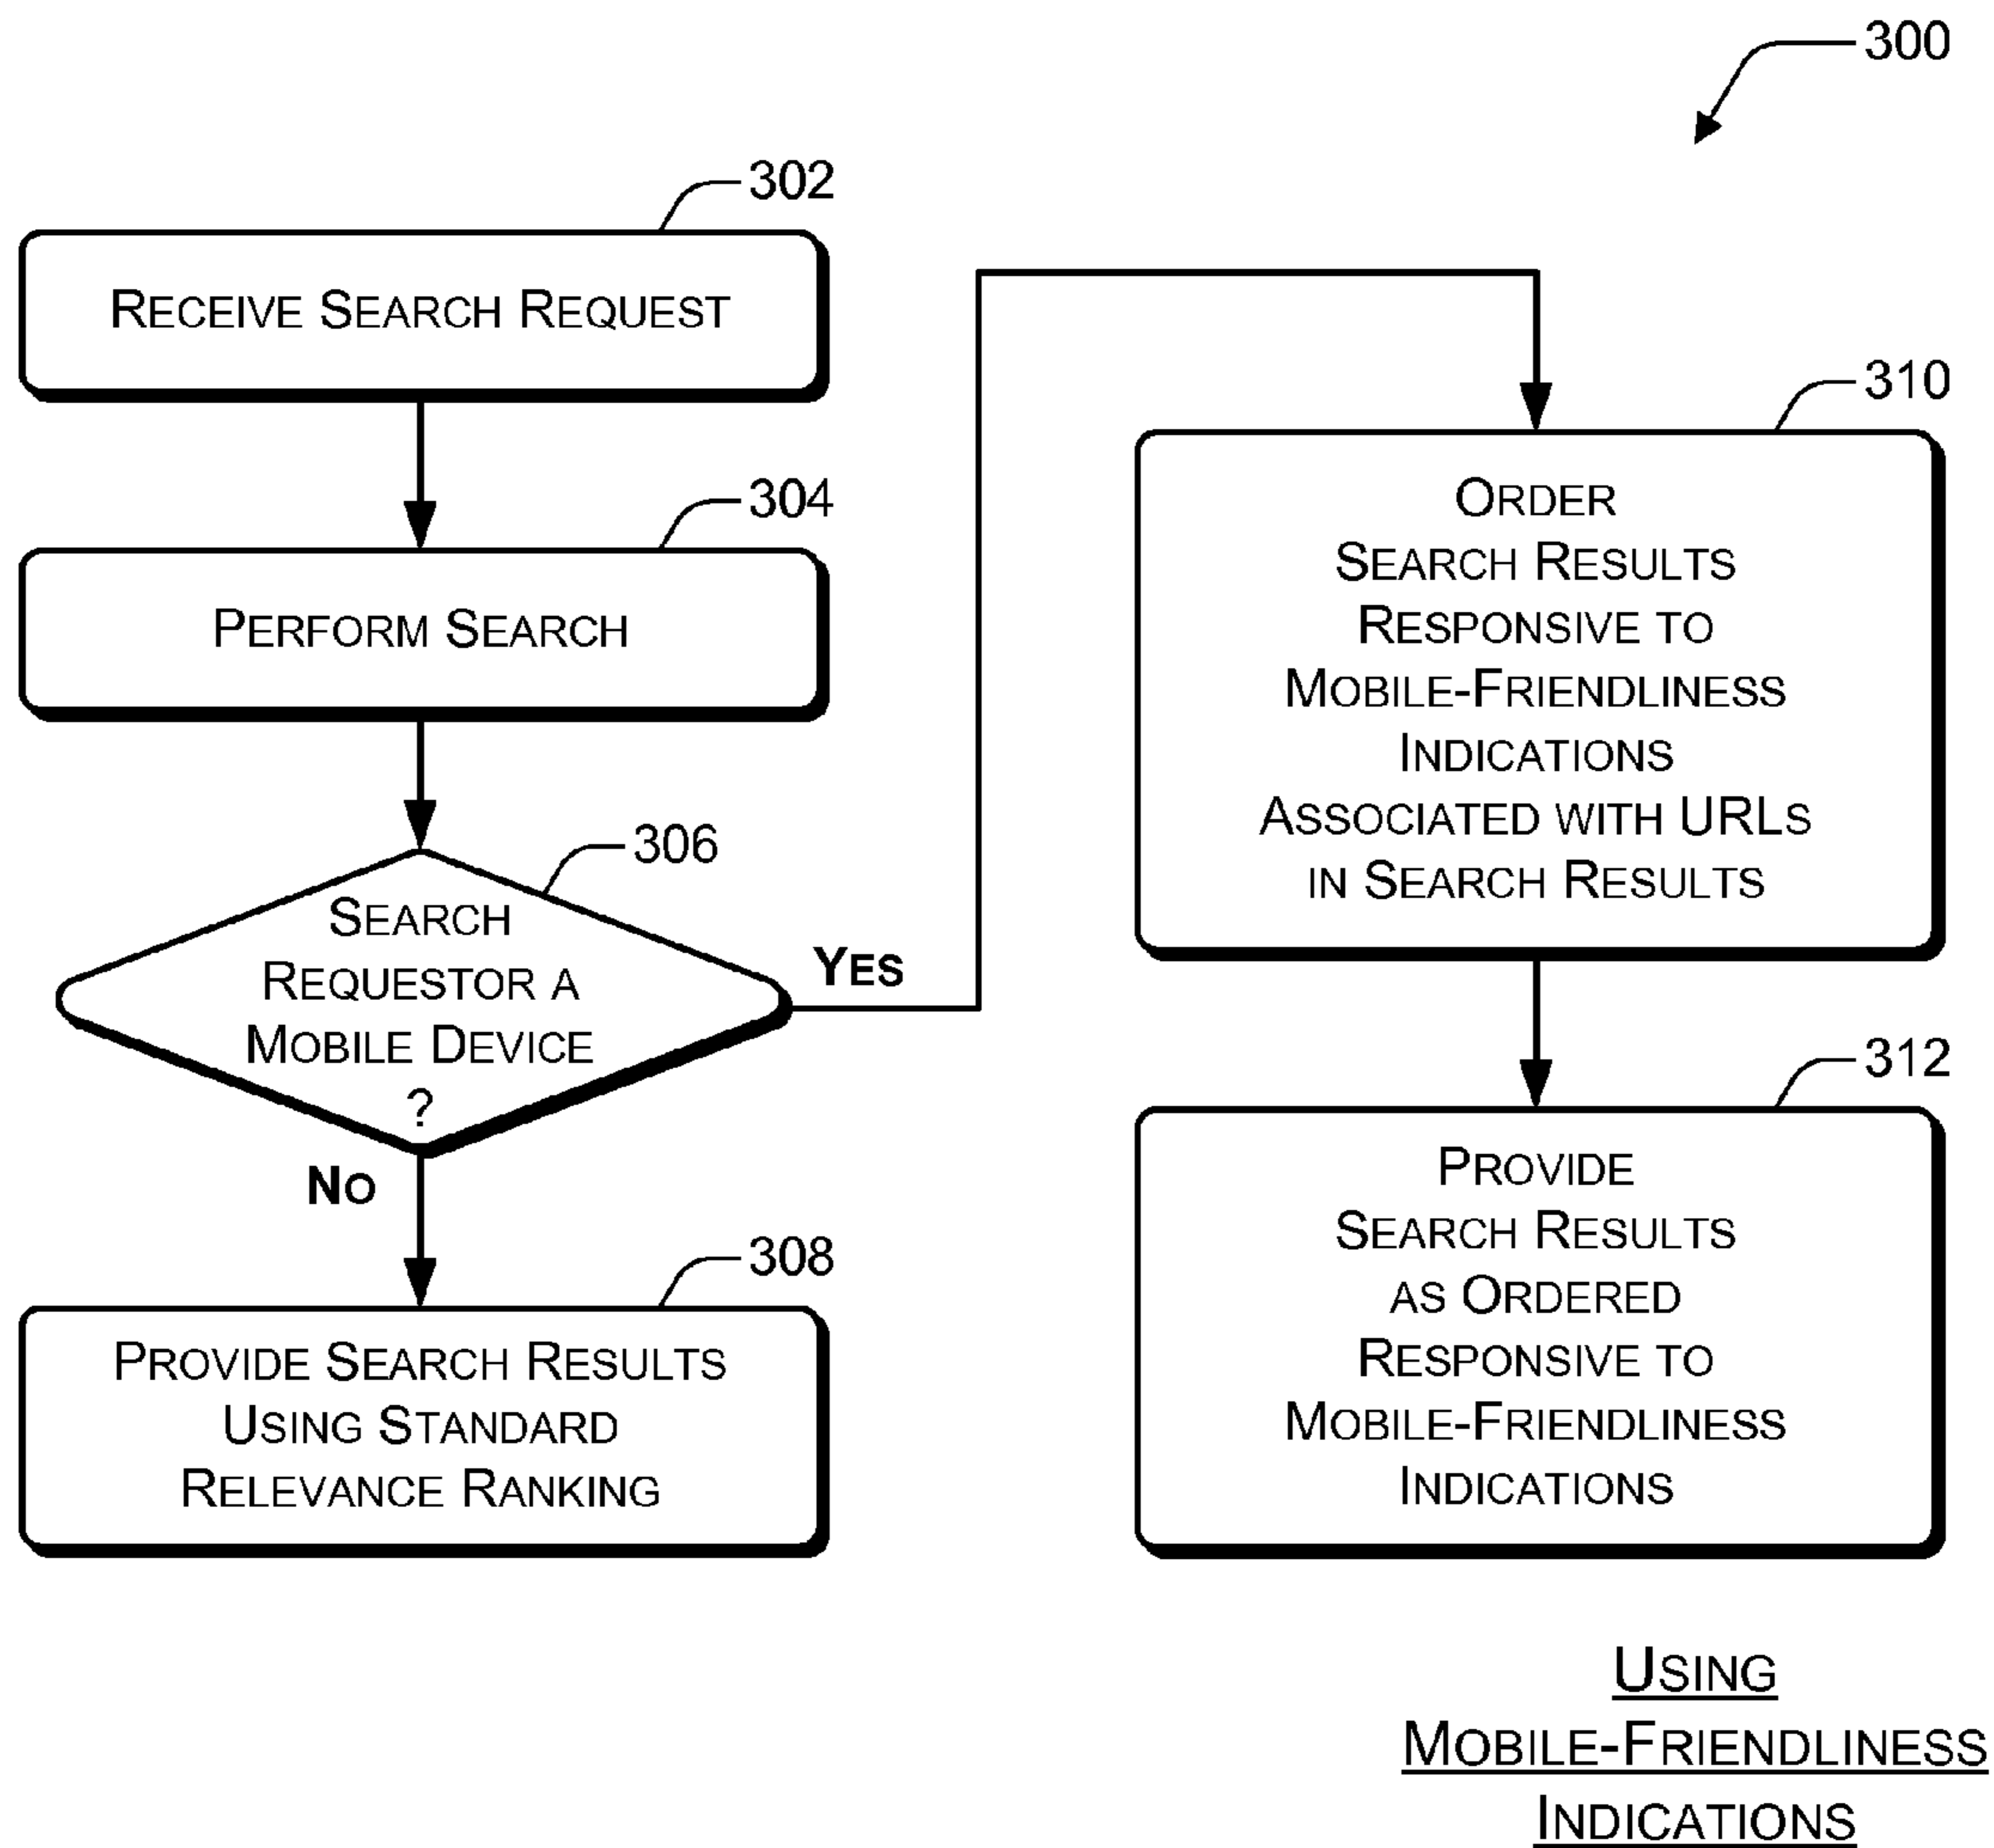 300
302
Receive Search Request
304
Perform Search
306
Search
Requestor a
Mobile Device
?
Yes
No
308
Provide Search Results
Using Standard
Relevance Ranking
310
Order
Search Results
Responsive to
Mobile-Friendliness
Indications
Associated with URLs
in Search Results
312
Provide
Search Results
as Ordered
Responsive to
Mobile-Friendliness
Indications
Using
Mobile-Friendliness
Indications